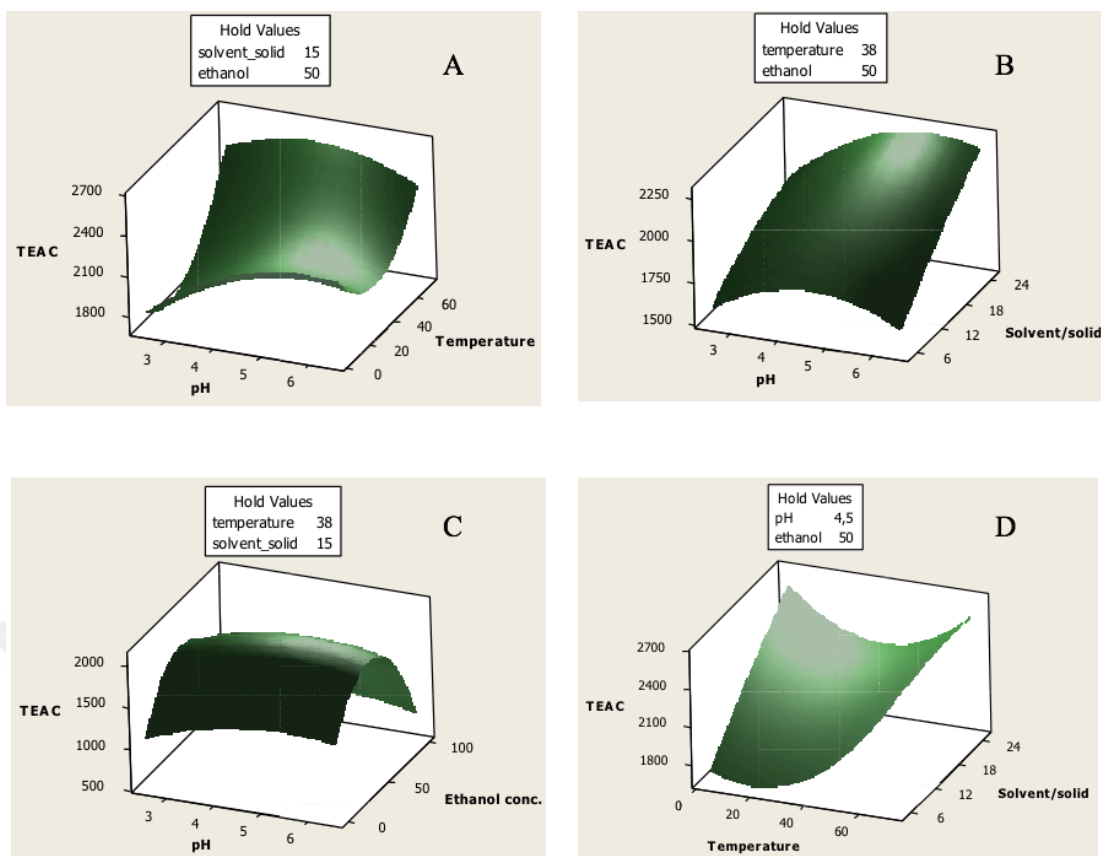 Hold Values
solvent_solid 15
ethanol 50
A
2700
2400
2100
1800
TEAC
3
4
5
6
pH
0
20
40
60
Temperature
Hold Values
temperature 38
ethanol 50
B
2250
2000
1750
1500
TEAC
3
4
5
6
pH
6
12
18
24
Solvent/solid
Hold Values
temperature 38
solvent_solid 15
C
2000
1500
1000
500
TEAC
3
4
5
6
pH
0
50
100
Ethanol conc.
Hold Values
pH 4,5
ethanol 50
D
2700
2400
2100
1800
TEAC
0
20
40
60
Temperature
6
12
18
24
Solvent/solid